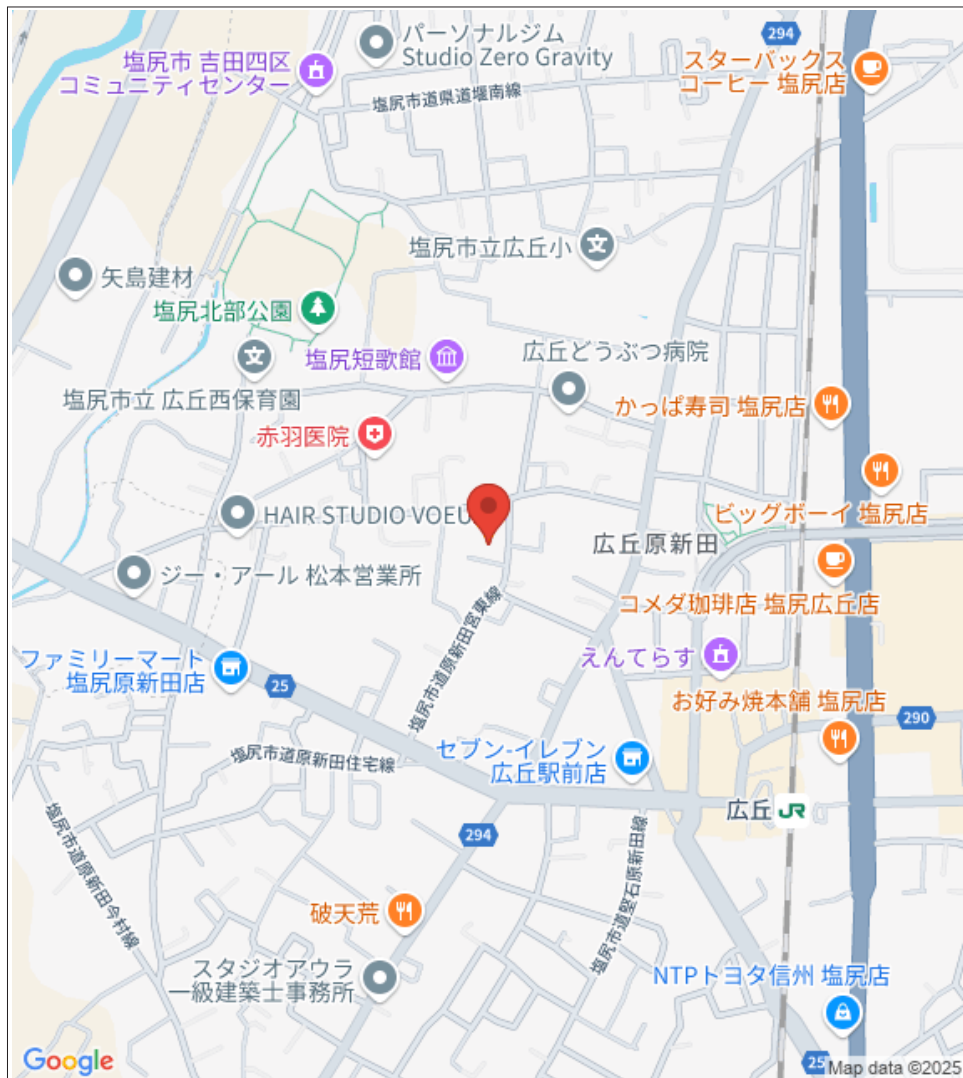 パーソナルジム
Studio Zero Gravity
294
塩尻市 吉田四区
コミュニティセンター
スターバックス
コーヒー 塩尻店
塩尻市道県道堰南線
塩尻市立広丘小
矢島建材
塩尻北部公園
塩尻短歌館
広丘どうぶつ病院
塩尻市立 広丘西保育園
かっぱ寿司 塩尻店
赤羽医院
HAIR STUDIO VOEU
ビッグボーイ 塩尻店
広丘原新田
ジー・アール 松本営業所
コメダ珈琲店 塩尻広丘店
塩尻市道原新田宮東線
えんてらす
ファミリーマート
塩尻原新田店
25
お好み焼本舗 塩尻店
290
塩尻市道原新田住宅線
セブン-イレブン
広丘駅前店
広丘 JR
塩尻市道原新田今村線
294
塩尻市道堅石原新田線
破天荒
スタジオアウラ
一級建築士事務所
NTPトヨタ信州 塩尻店
Google
25
Map data ©2025